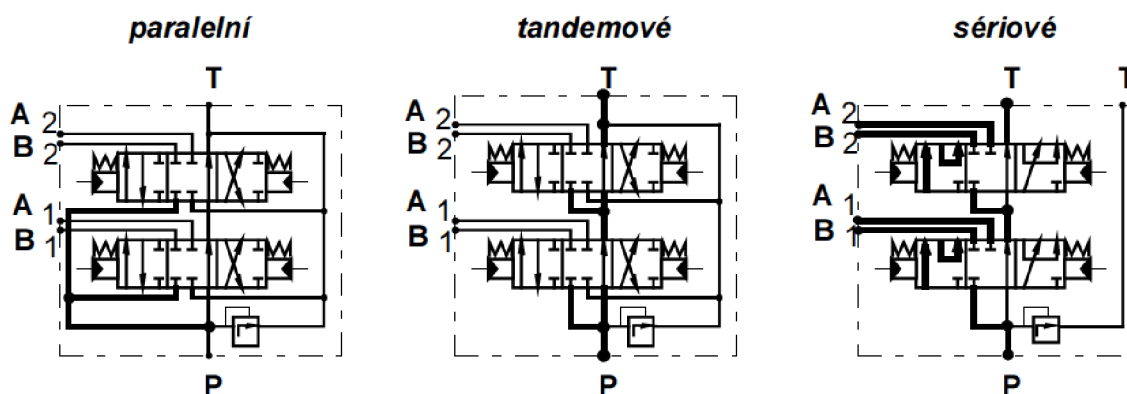 paralelní tandemové sériové
T T T T
A 2 A 2 A 2
B 2 B 2 B 2
A 1 A 1 A 1
B 1 B 1 B 1
P P P